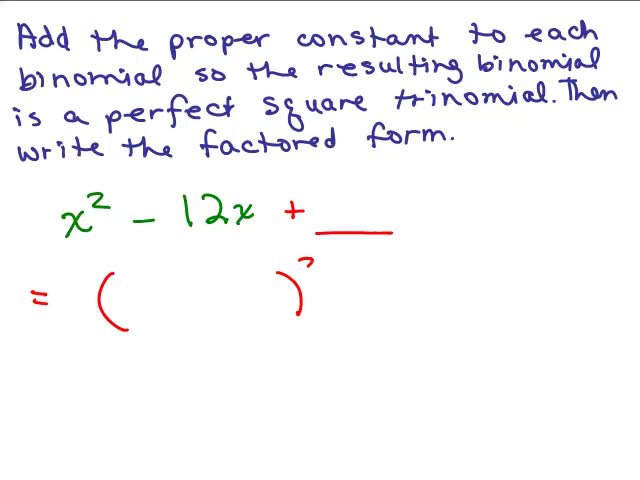 Add the proper constant to each
binomial so the resulting binomial
is a perfect square trinomial. Then
write the factored form.
x² - 12x + ___
= (        )²